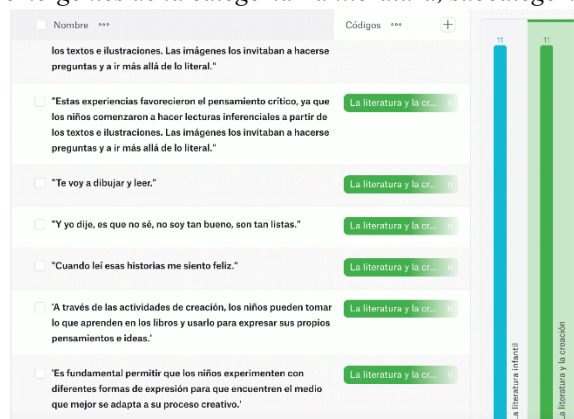 Nombre
Códigos
los textos e ilustraciones. Las imágenes los invitaban a hacerse
preguntas y a ir más allá de lo literal."
"Estas experiencias favorecieron el pensamiento crítico, ya que
los niños comenzaron a hacer lecturas inferenciales a partir de
los textos e ilustraciones. Las imágenes los invitaban a hacerse
preguntas y a ir más allá de lo literal."
La literatura y la cr... 11
"Te voy a dibujar y leer."
La literatura y la cr... 11
"Y yo dije, es que no sé, no soy tan bueno, son tan listas."
La literatura y la cr... 11
"Cuando leí esas historias me siento feliz."
La literatura y la cr... 11
'A través de las actividades de creación, los niños pueden tomar
lo que aprenden en los libros y usarlo para expresar sus propios
pensamientos e ideas.'
La literatura y la cr... 11
'Es fundamental permitir que los niños experimenten con
diferentes formas de expresión para que encuentren el medio
que mejor se adapta a su proceso creativo.'
La literatura y la cr... 11
11
11
La literatura infantil
literatura y la creación